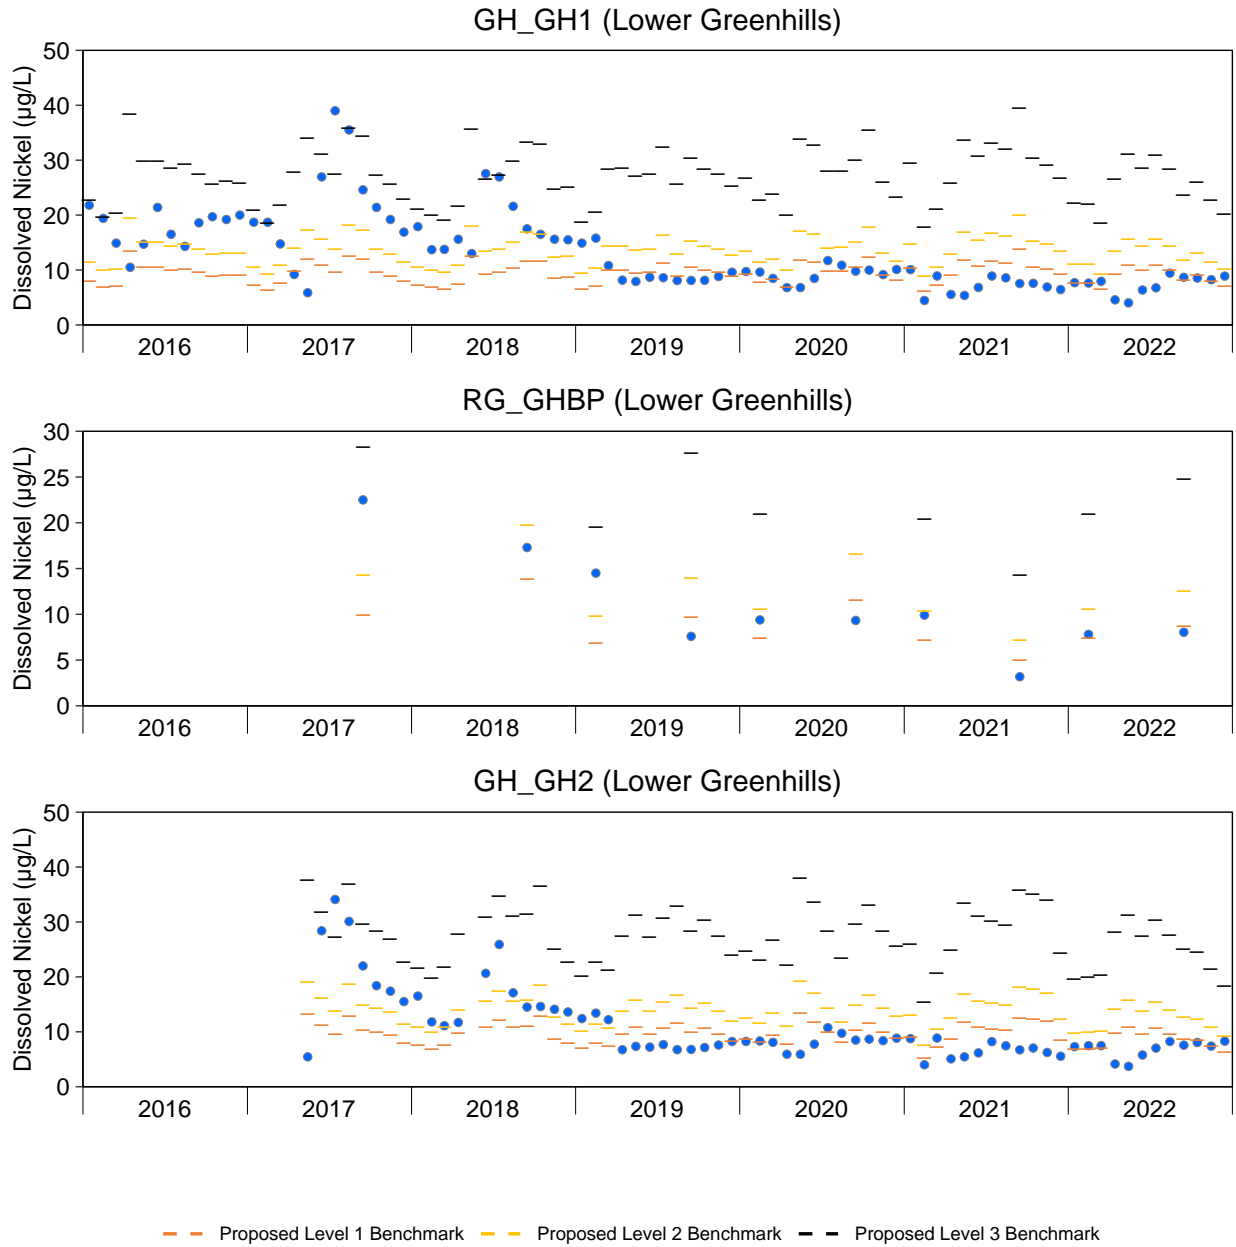 GH_GH1 (Lower Greenhills)
Dissolved Nickel (µg/L)
50
40
30
20
10
0
2016 2017 2018 2019 2020 2021 2022
RG_GHBP (Lower Greenhills)
Dissolved Nickel (µg/L)
30
25
20
15
10
5
0
2016 2017 2018 2019 2020 2021 2022
GH_GH2 (Lower Greenhills)
Dissolved Nickel (µg/L)
50
40
30
20
10
0
2016 2017 2018 2019 2020 2021 2022
Proposed Level 1 Benchmark Proposed Level 2 Benchmark Proposed Level 3 Benchmark